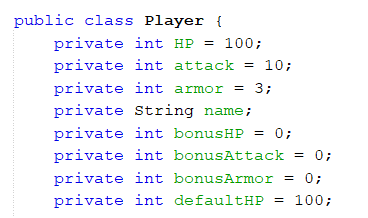 public class Player {
    private int HP = 100;
    private int attack = 10;
    private int armor = 3;
    private String name;
    private int bonusHP = 0;
    private int bonusAttack = 0;
    private int bonusArmor = 0;
    private int defaultHP = 100;